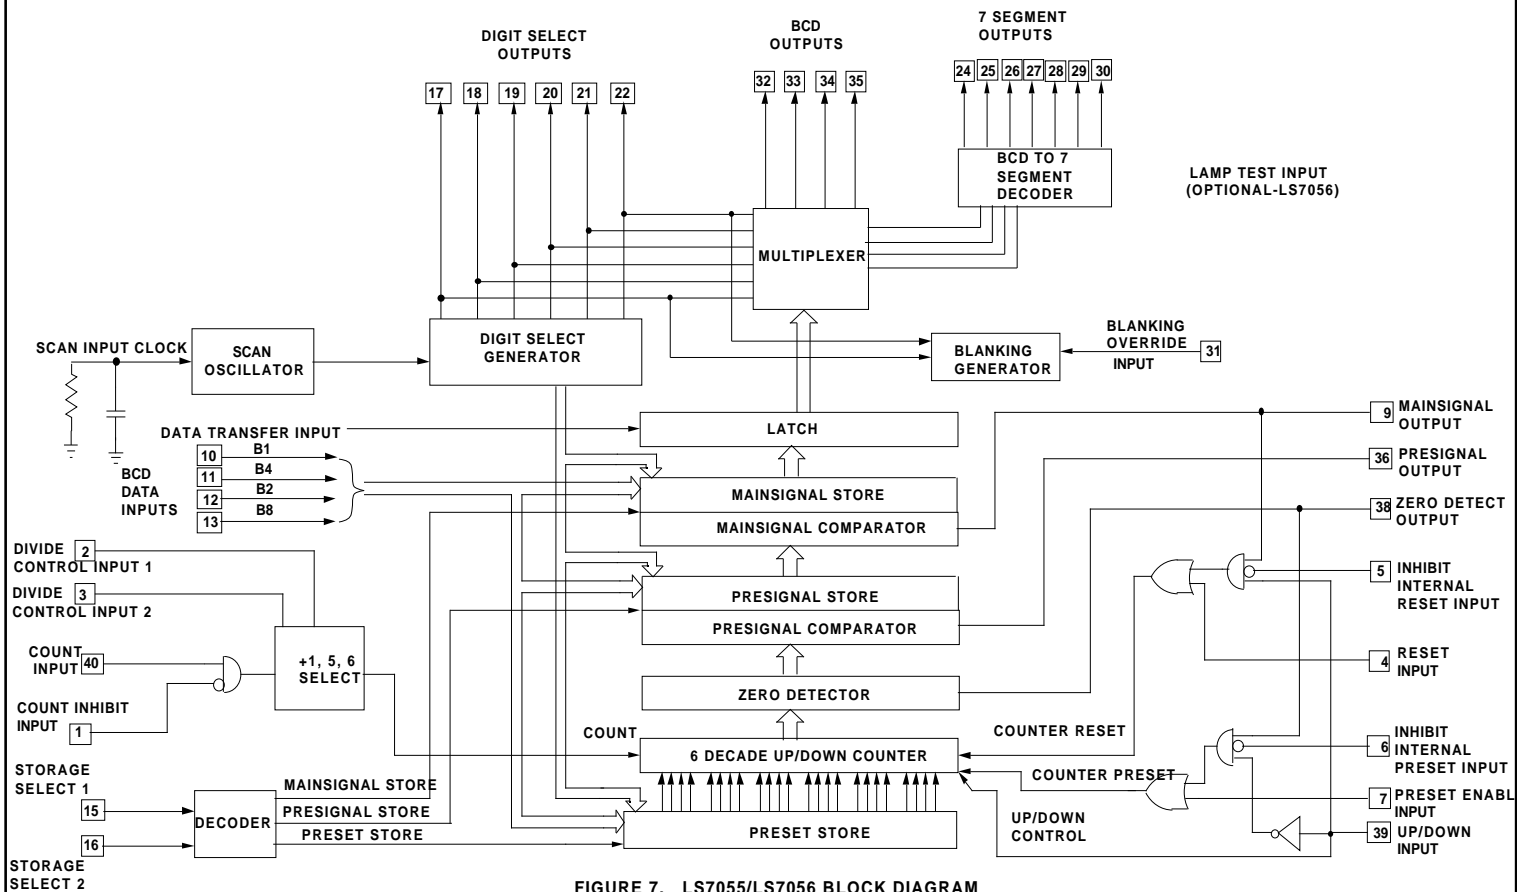 DIGIT SELECT
OUTPUTS
BCD
OUTPUTS
7 SEGMENT
OUTPUTS
17
18
19
20
21
22
32
33
34
35
24
25
26
27
28
29
30
BCD TO 7
SEGMENT
DECODER
LAMP TEST INPUT
(OPTIONAL-LS7056)
MULTIPLEXER
SCAN INPUT CLOCK
SCAN
OSCILLATOR
DIGIT SELECT
GENERATOR
BLANKING
GENERATOR
BLANKING
OVERRIDE
INPUT
31
DATA TRANSFER INPUT
LATCH
9
MAINSIGNAL
OUTPUT
BCD
DATA
INPUTS
10
B1
11
B4
12
B2
13
B8
36
PRESIGNAL
OUTPUT
MAINSIGNAL STORE
MAINSIGNAL COMPARATOR
38
ZERO DETECT
OUTPUT
DIVIDE
2
CONTROL INPUT 1
DIVIDE
3
CONTROL INPUT 2
PRESIGNAL STORE
PRESIGNAL COMPARATOR
5
INHIBIT
INTERNAL
RESET INPUT
COUNT
INPUT
40
+1, 5, 6
SELECT
4
RESET
INPUT
ZERO DETECTOR
COUNT INHIBIT
INPUT
1
COUNT
6 DECADE UP/DOWN COUNTER
COUNTER RESET
COUNTER PRESET
6
INHIBIT
INTERNAL
PRESET INPUT
STORAGE
SELECT 1
15
16
STORAGE
SELECT 2
DECODER
MAINSIGNAL STORE
PRESIGNAL STORE
PRESET STORE
PRESET STORE
UP/DOWN
CONTROL
7
PRESET ENABL
INPUT
39
UP/DOWN
INPUT
FIGURE 7. LS7055/LS7056 BLOCK DIAGRAM